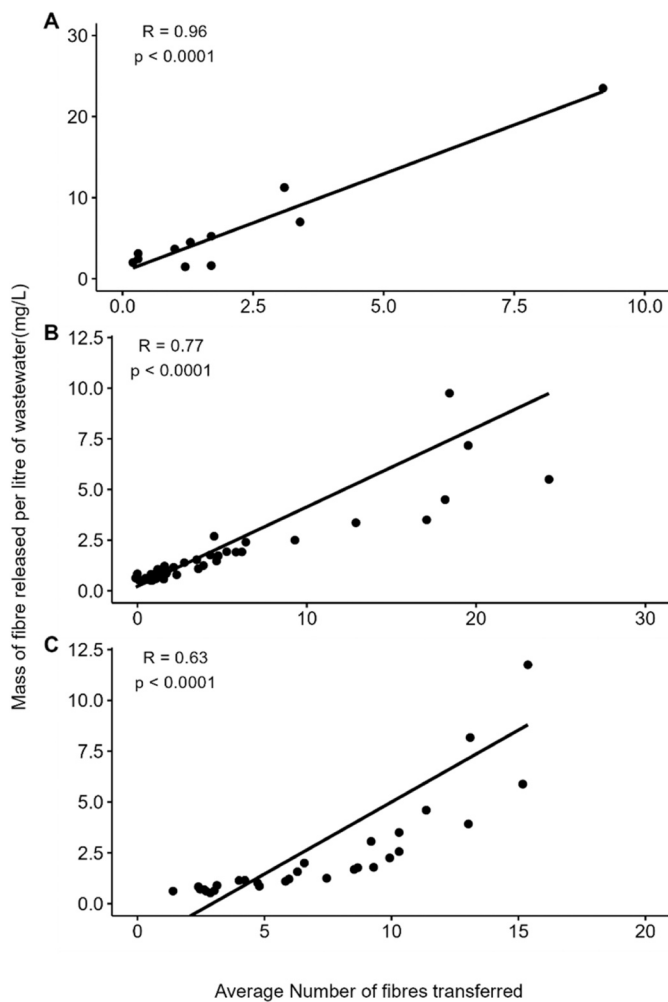 A
R = 0.96
p < 0.0001
30
20
10
0
0.0 2.5 5.0 7.5 10.0
B
R = 0.77
p < 0.0001
12.5
10.0
7.5
5.0
2.5
0.0
0 10 20 30
C
R = 0.63
p < 0.0001
12.5
10.0
7.5
5.0
2.5
0.0
0 5 10 15 20
Mass of fibre released per litre of wastewater(mg/L)
Average Number of fibres transferred